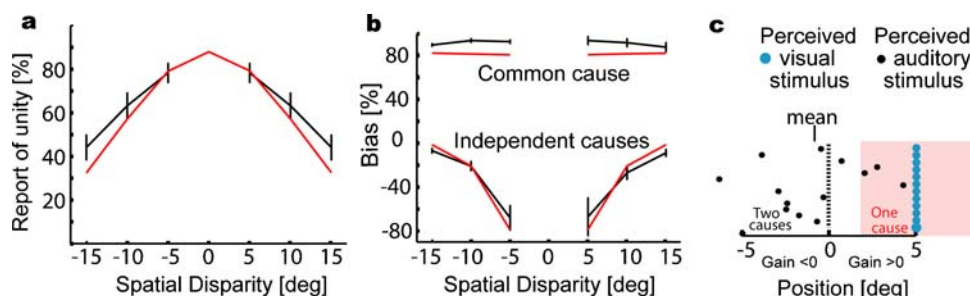 a
Report of unity [%]
80
60
40
20
-15 -10 -5 0 5 10 15
Spatial Disparity [deg]
b
Bias [%]
80
40
0
-40
-80
Common cause
Independent causes
-15 -10 -5 0 5 10 15
Spatial Disparity [deg]
c
Perceived visual stimulus
Perceived auditory stimulus
mean
Two causes
One cause
-5 0 5
Gain <0 Gain >0
Position [deg]